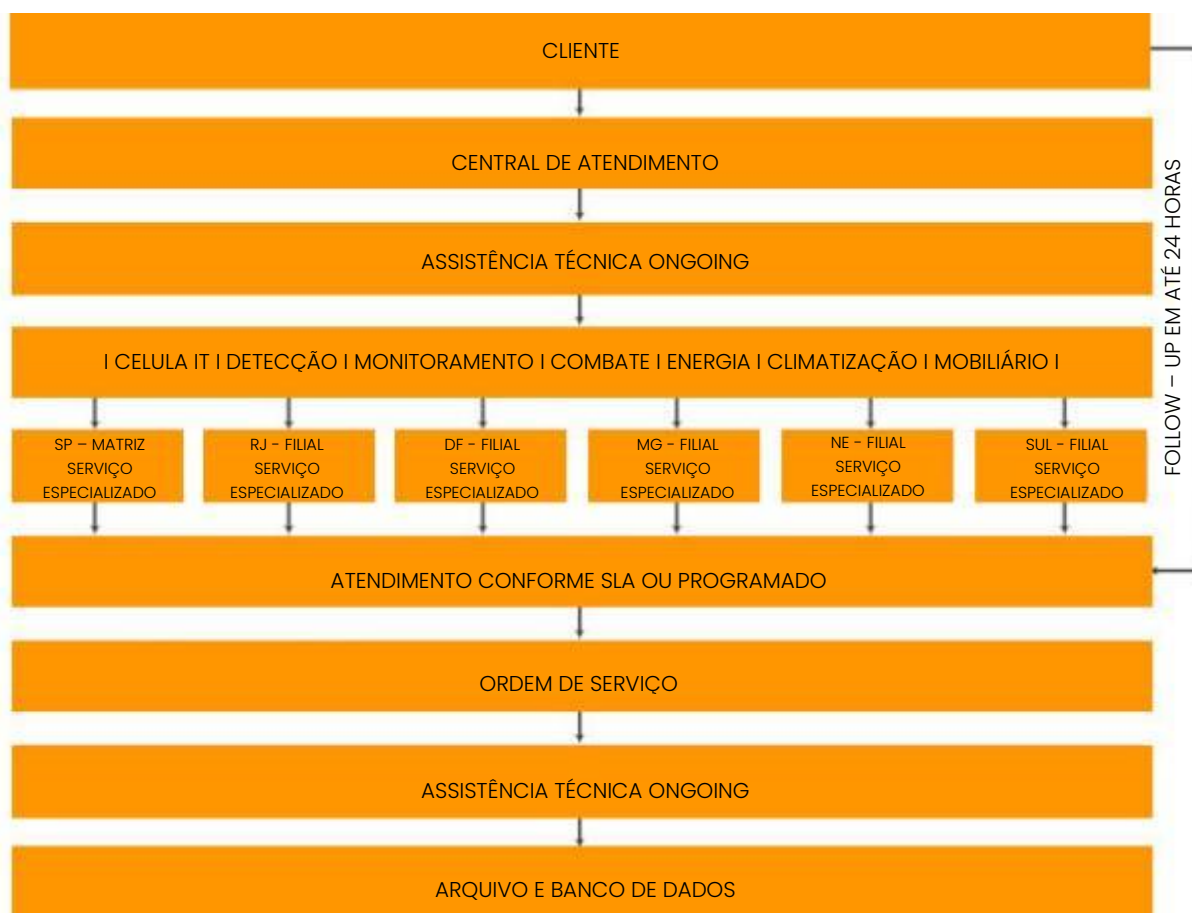 CLIENTE
CENTRAL DE ATENDIMENTO
ASSISTÊNCIA TÉCNICA ONGOING
I CELULA IT I DETECÇÃO I MONITORAMENTO I COMBATE I ENERGIA I CLIMATIZAÇÃO I MOBILIÁRIO I
SP – MATRIZ
SERVIÇO
ESPECIALIZADO
RJ - FILIAL
SERVIÇO
ESPECIALIZADO
DF - FILIAL
SERVIÇO
ESPECIALIZADO
MG - FILIAL
SERVIÇO
ESPECIALIZADO
NE - FILIAL
SERVIÇO
ESPECIALIZADO
SUL - FILIAL
SERVIÇO
ESPECIALIZADO
ATENDIMENTO CONFORME SLA OU PROGRAMADO
ORDEM DE SERVIÇO
ASSISTÊNCIA TÉCNICA ONGOING
ARQUIVO E BANCO DE DADOS
FOLLOW – UP EM ATÉ 24 HORAS